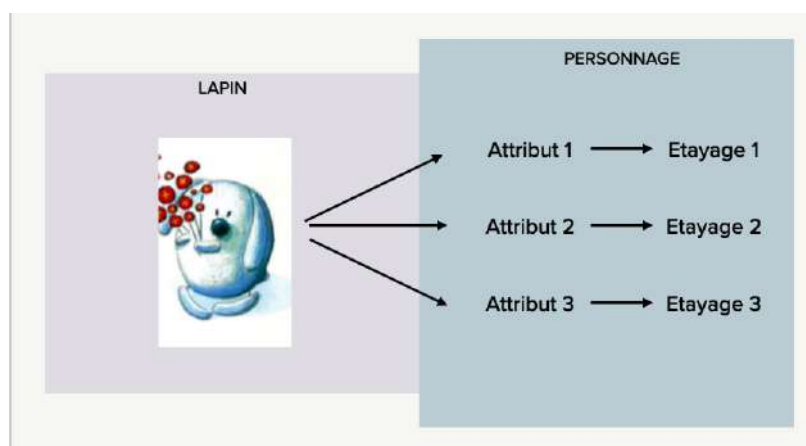 PERSONNAGE
LAPIN
Attribut 1 Etayage 1
Attribut 2 Etayage 2
Attribut 3 Etayage 3